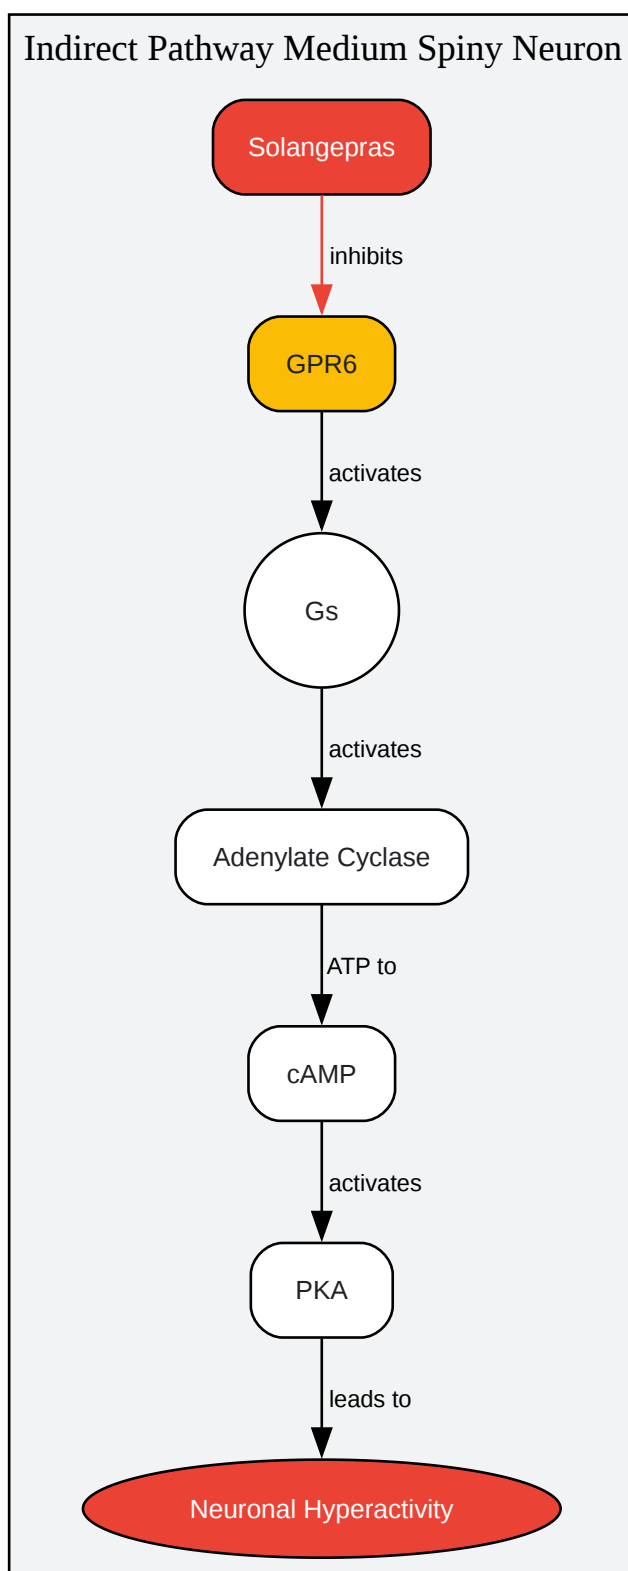 Indirect Pathway Medium Spiny Neuron
Solangepras
inhibits
GPR6
activates
Gs
activates
Adenylate Cyclase
ATP to
cAMP
activates
PKA
leads to
Neuronal Hyperactivity